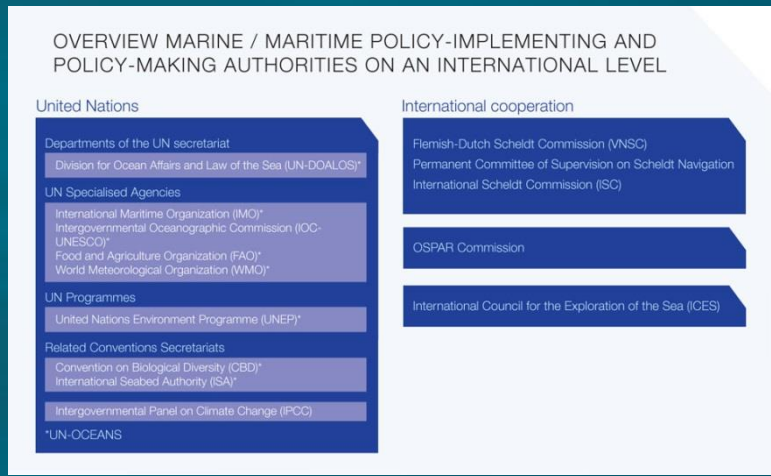 OVERVIEW MARINE / MARITIME POLICY-IMPLEMENTING AND
POLICY-MAKING AUTHORITIES ON AN INTERNATIONAL LEVEL
United Nations
Departments of the UN secretariat
Division for Ocean Affairs and Law of the Sea (UN-DOALOS)*
UN Specialised Agencies
International Maritime Organization (IMO)*
Intergovernmental Oceanographic Commission (IOC-
UNESCO)*
Food and Agriculture Organization (FAO)*
World Meteorological Organization (WMO)*
UN Programmes
United Nations Environment Programme (UNEP)*
Related Conventions Secretariats
Convention on Biological Diversity (CBD)*
International Seabed Authority (ISA)*
Intergovernmental Panel on Climate Change (IPCC)
*UN-OCEANS
International cooperation
Flemish-Dutch Scheldt Commission (VNSC)
Permanent Committee of Supervision on Scheldt Navigation
International Scheldt Commission (ISC)
OSPAR Commission
International Council for the Exploration of the Sea (ICES)